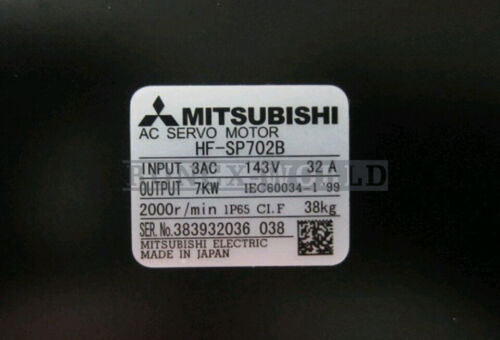 MITSUBISHI
AC SERVO MOTOR
HF-SP702B
INPUT 3AC 143V 32 A
OUTPUT 7KW IEC60034-1 '99
2000r/min IP65 CI.F 38kg
SER.No.383932036 038
MITSUBISHI ELECTRIC
MADE IN JAPAN